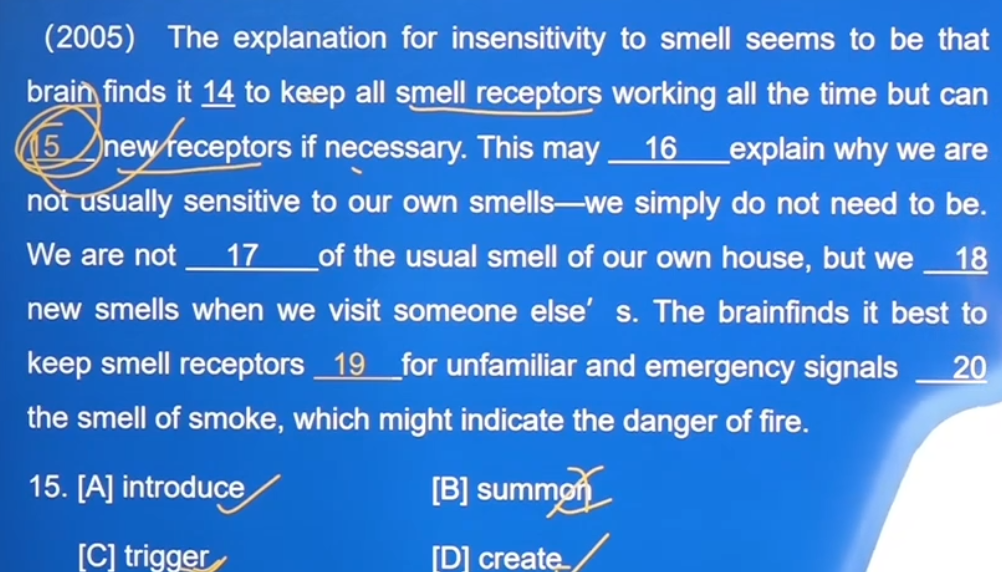 (2005) The explanation for insensitivity to smell seems to be that
brain finds it 14 to keep all smell receptors working all the time but can
15 new receptors if necessary. This may 16 explain why we are
not usually sensitive to our own smells—we simply do not need to be.
We are not 17 of the usual smell of our own house, but we 18
new smells when we visit someone else’ s. The brainfinds it best to
keep smell receptors 19 for unfamiliar and emergency signals 20
the smell of smoke, which might indicate the danger of fire.
15. [A] introduce [B] summon
[C] trigger [D] create